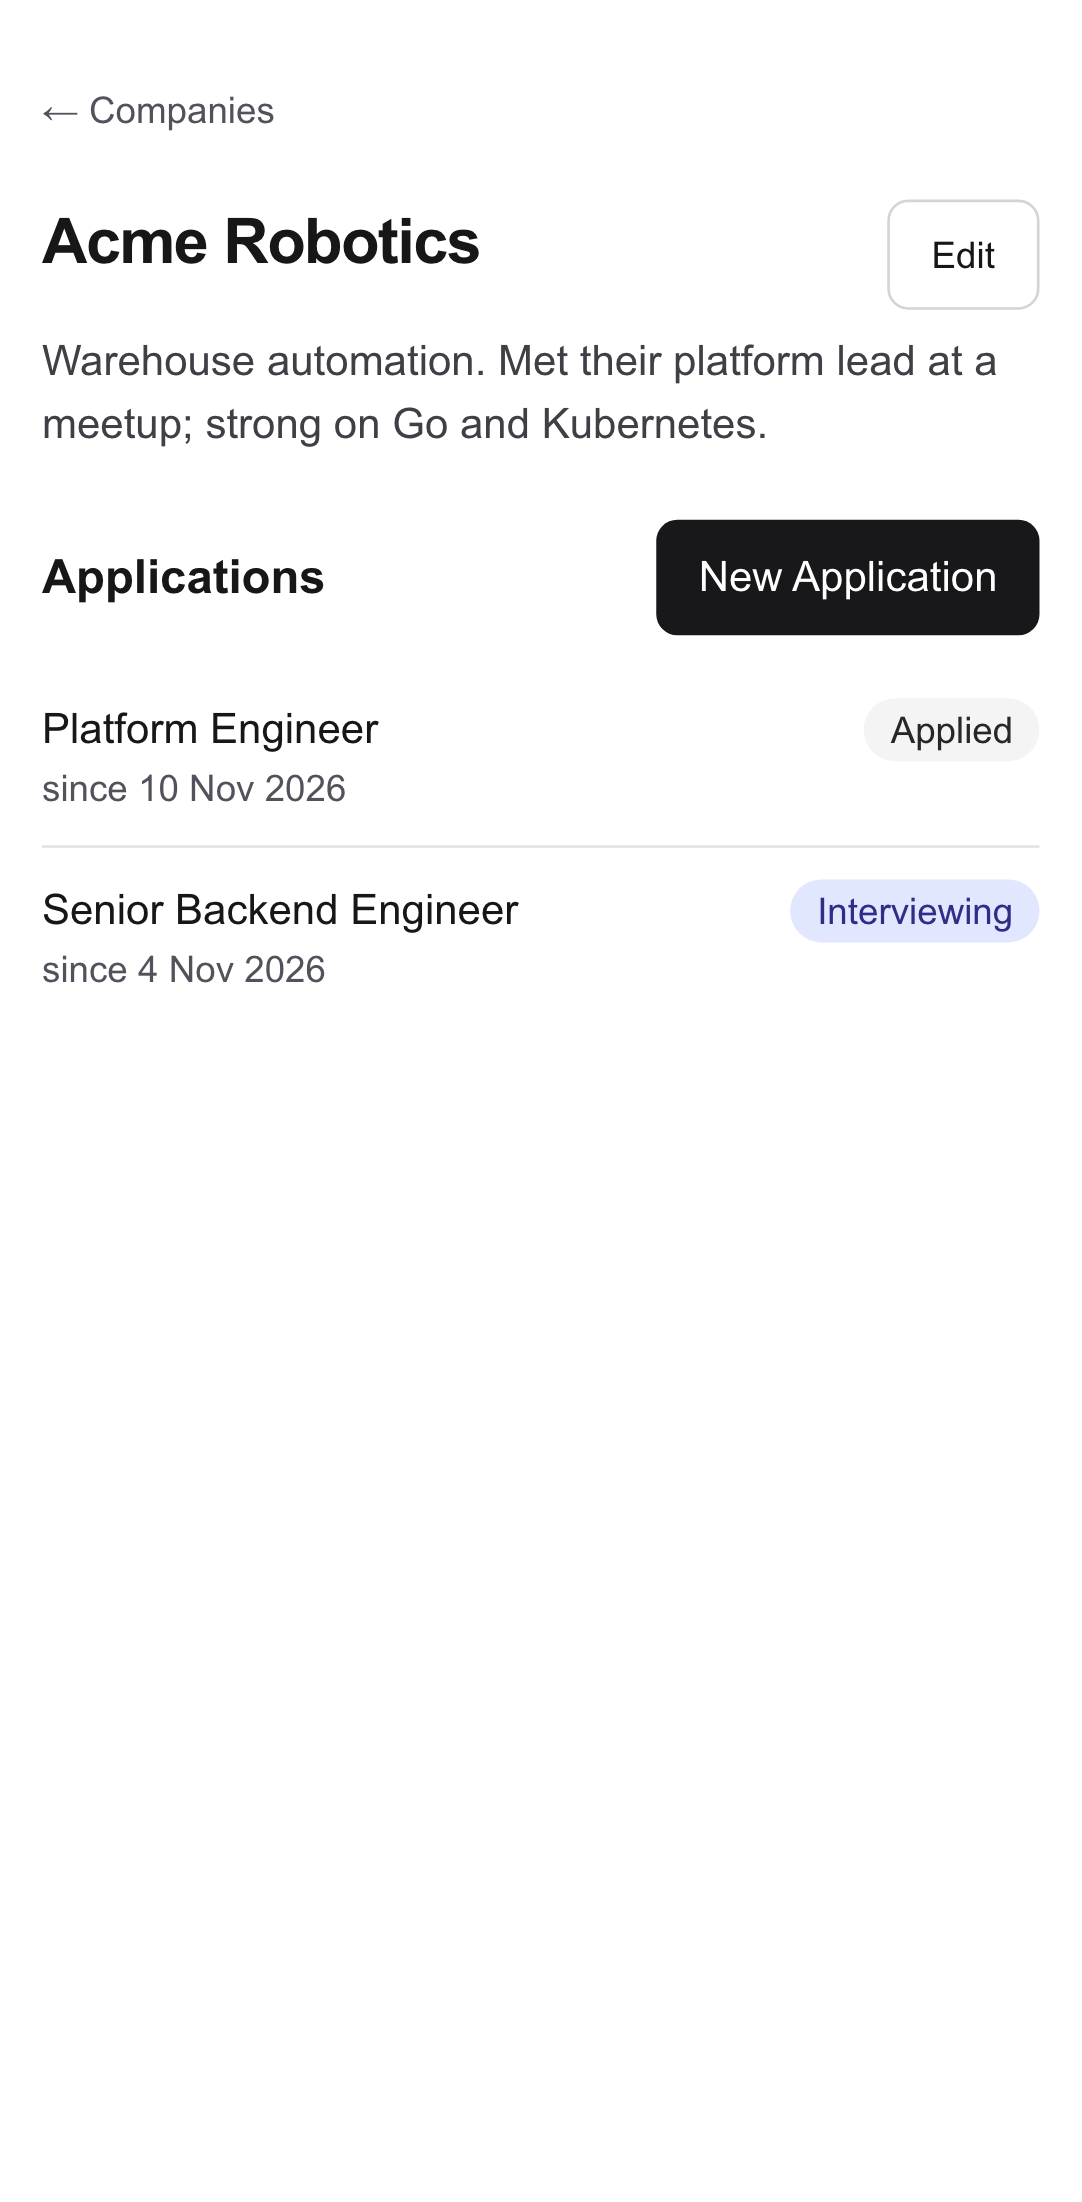 ← Companies
Acme Robotics
Edit
Warehouse automation. Met their platform lead at a
meetup; strong on Go and Kubernetes.
Applications
New Application
Platform Engineer
Applied
since 10 Nov 2026
Senior Backend Engineer
Interviewing
since 4 Nov 2026